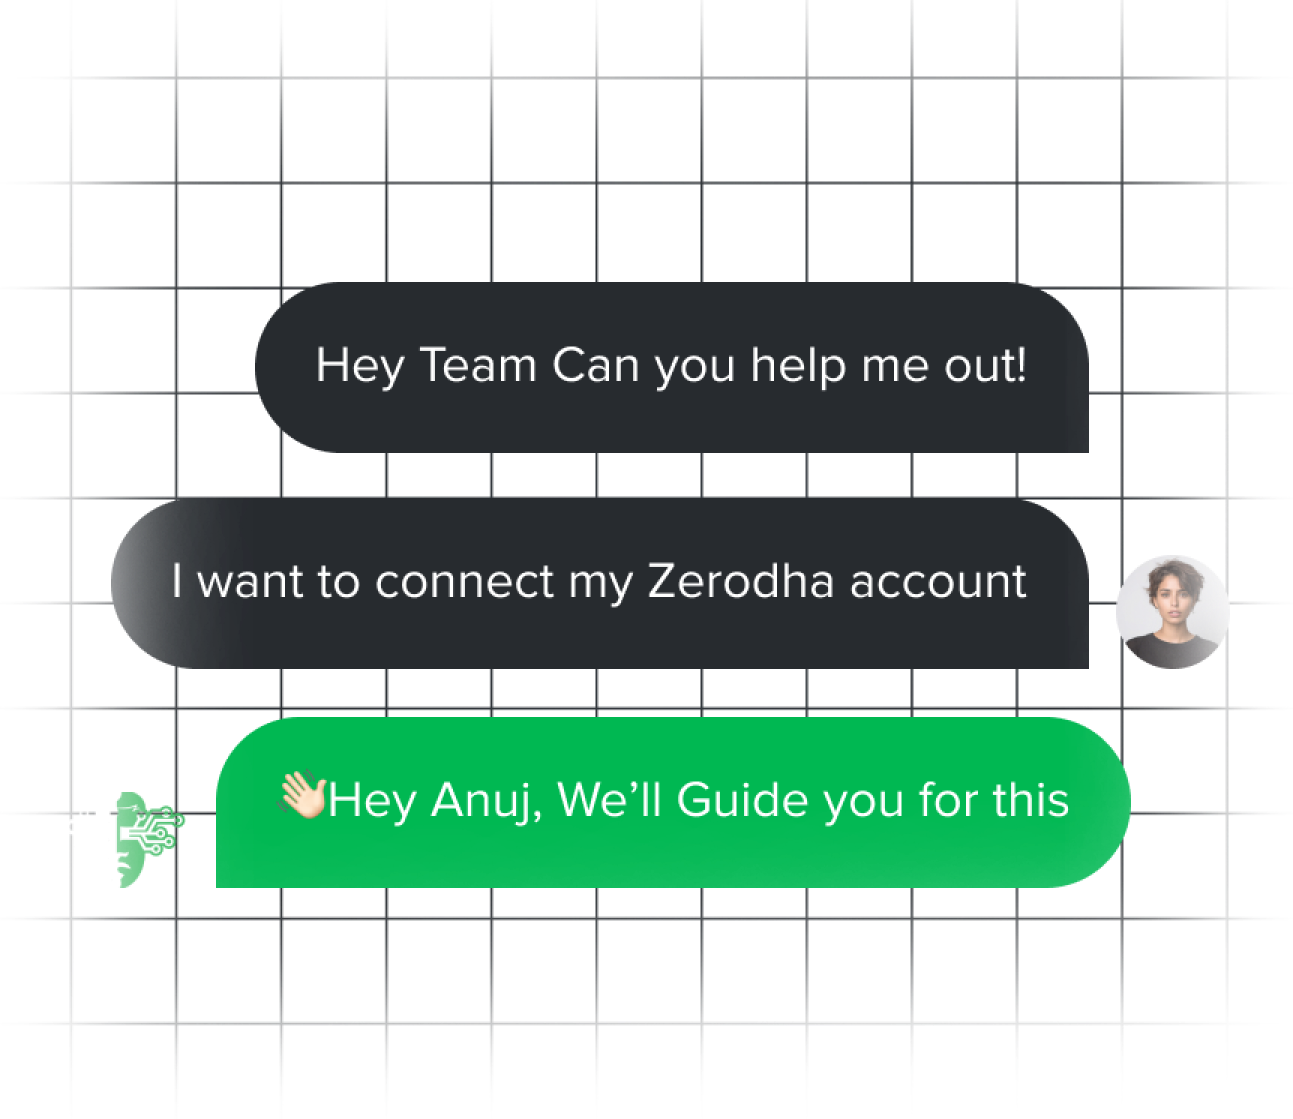 Hey Team Can you help me out!
I want to connect my Zerodha account
👋🏻Hey Anuj, We’ll Guide you for this